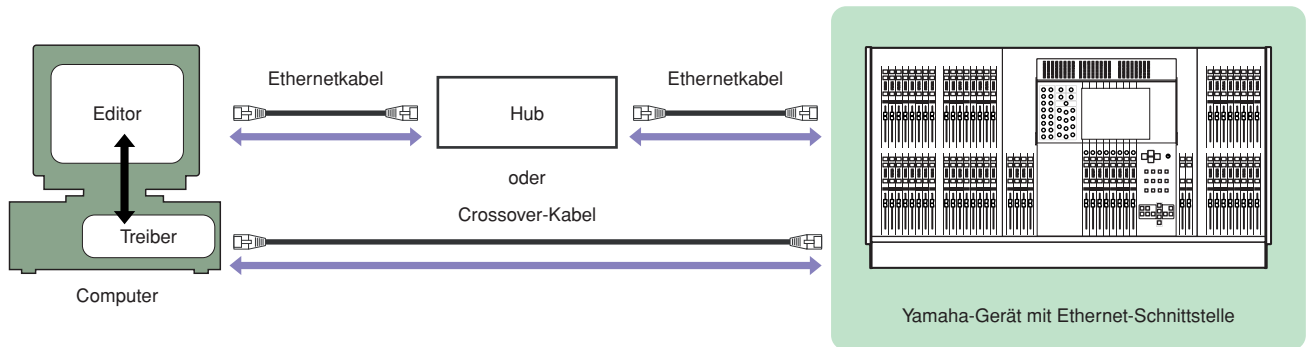 Ethernetkabel
Ethernetkabel
Editor
Hub
oder
Crossover-Kabel
Treiber
Computer
Yamaha-Gerät mit Ethernet-Schnittstelle